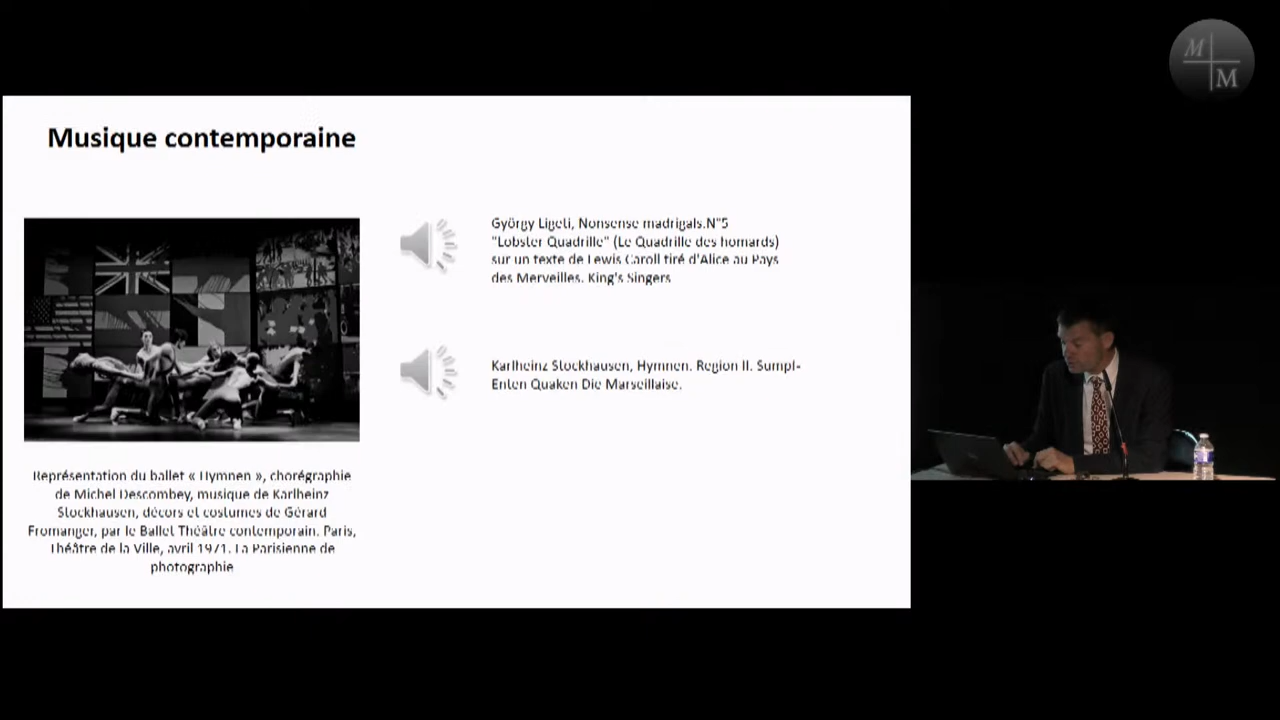 M
M
Musique contemporaine
György Ligeti, Nonsense madrigals.N°5
"Lobster Quadrille" (Le Quadrille des homards)
sur un texte de Lewis Caroll tiré d'Alice au Pays
des Merveilles. King's Singers
Karlheinz Stockhausen, Hymnen. Region II. Sumpf-
Enten Quaken Die Marseillaise.
Représentation du ballet « Hymnen », chorégraphie
de Michel Descombey, musique de Karlheinz
Stockhausen, décors et costumes de Gérard
Fromanger, par le Ballet Théâtre contemporain. Paris,
Théâtre de la Ville, avril 1971. La Parisienne de
photographie